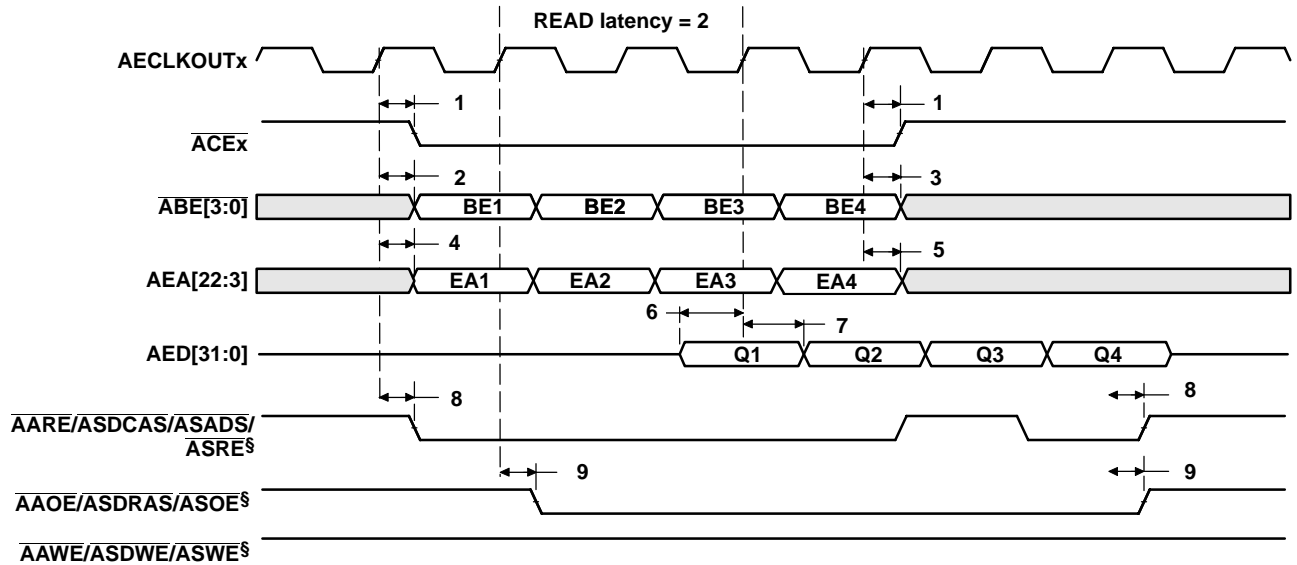 READ latency = 2
AECLKOUTx
1 1
ACEx
2 3
ABE[3:0] BE1 BE2 BE3 BE4
4 5
AEA[22:3] EA1 EA2 EA3 EA4
6 7
AED[31:0] Q1 Q2 Q3 Q4
8 8
AARE/ASDCAS/ASADS/
ASRE§
9 9
AAOE/ASDRAS/ASOE§
AAWE/ASDWE/ASWE§